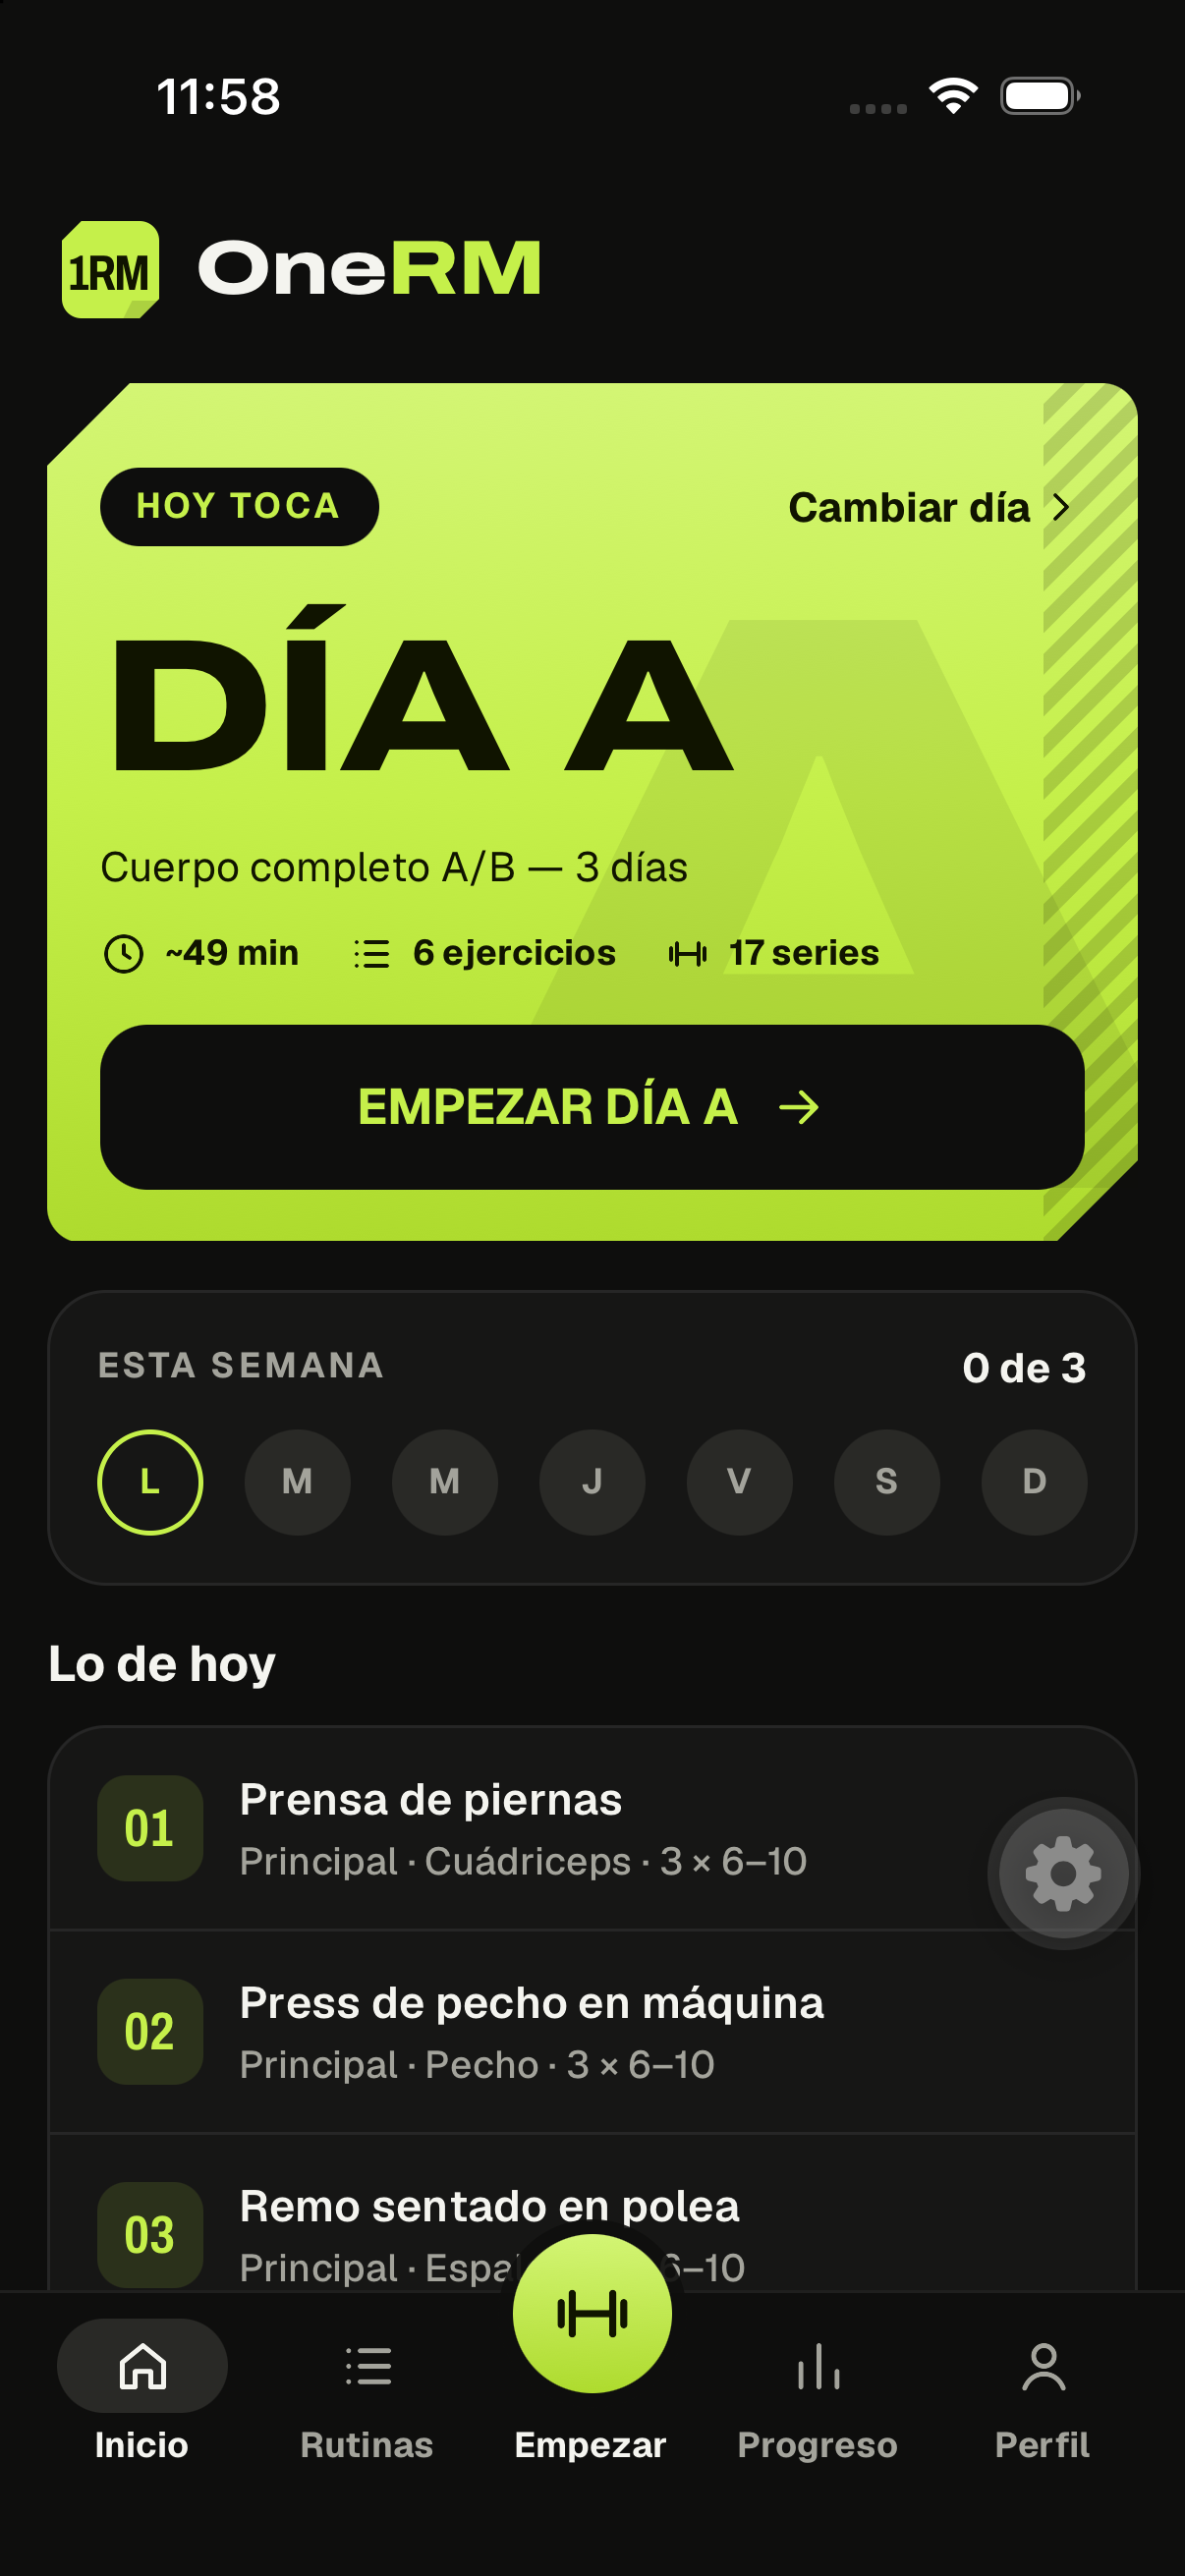 11:58
1RM OneRM
HOY TOCA
Cambiar día
DÍA A
Cuerpo completo A/B — 3 días
~49 min 6 ejercicios 17 series
EMPEZAR DÍA A
ESTA SEMANA 0 de 3
L M M J V S D
Lo de hoy
01 Prensa de piernas
Principal · Cuádriceps · 3 × 6–10
02 Press de pecho en máquina
Principal · Pecho · 3 × 6–10
03 Remo sentado en polea
Principal · 6–10
Inicio Rutinas Empezar Progreso Perfil